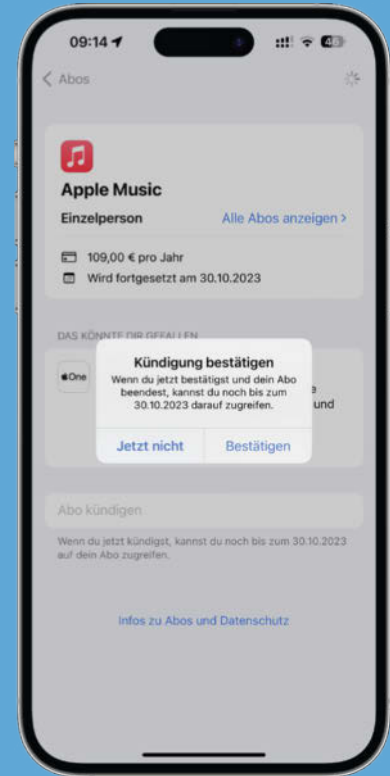 09:14
46
Abos
Apple Music
Einzelperson
Alle Abos anzeigen >
109,00 € pro Jahr
Wird fortgesetzt am 30.10.2023
DAS KÖNNTE DIR GEFALLEN
One
Kündigung bestätigen
Wenn du jetzt bestätigst und dein Abo
beendest, kannst du noch bis zum
30.10.2023 darauf zugreifen.
und
Jetzt nicht
Bestätigen
Abo kündigen
Wenn du jetzt kündigst, kannst du noch bis zum 30.10.2023
auf dein Abo zugreifen.
Infos zu Abos und Datenschutz